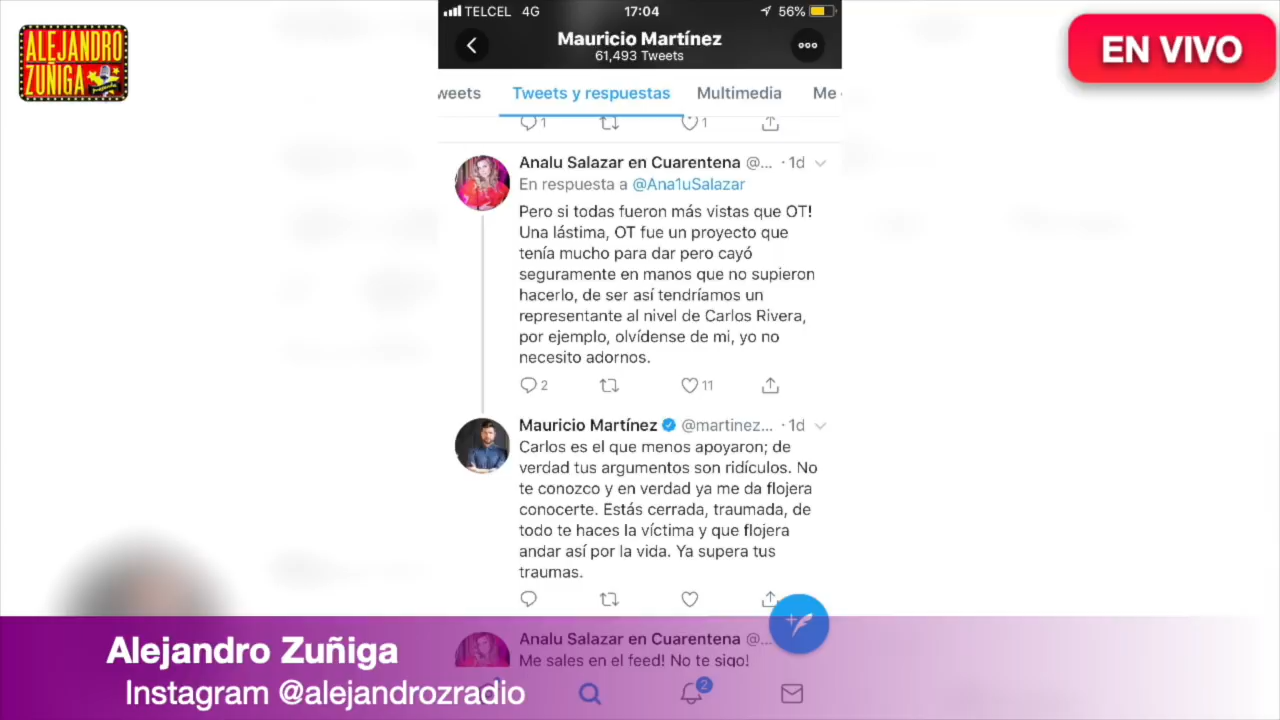 TELCEL 4G 17:04 56%
ALEJANDRO
ZUÑIGA
EN VIVO
Mauricio Martínez
61,493 Tweets
weets Tweets y respuestas Multimedia Me
1 1
Analu Salazar en Cuarentena @... · 1d
En respuesta a @Ana1uSalazar
Pero si todas fueron más vistas que OT!
Una lástima, OT fue un proyecto que
tenía mucho para dar pero cayó
seguramente en manos que no supieron
hacerlo, de ser así tendríamos un
representante al nivel de Carlos Rivera,
por ejemplo, olvídense de mi, yo no
necesito adornos.
2 11
Mauricio Martínez @martinez... · 1d
Carlos es el que menos apoyaron; de
verdad tus argumentos son ridículos. No
te conozco y en verdad ya me da flojera
conocerte. Estás cerrada, traumada, de
todo te haces la víctima y que flojera
andar así por la vida. Ya supera tus
traumas.
Analu Salazar en Cuarentena @...
Me sales en el feed! No te sigo!
2
Alejandro Zuñiga
Instagram @alejandrozradio